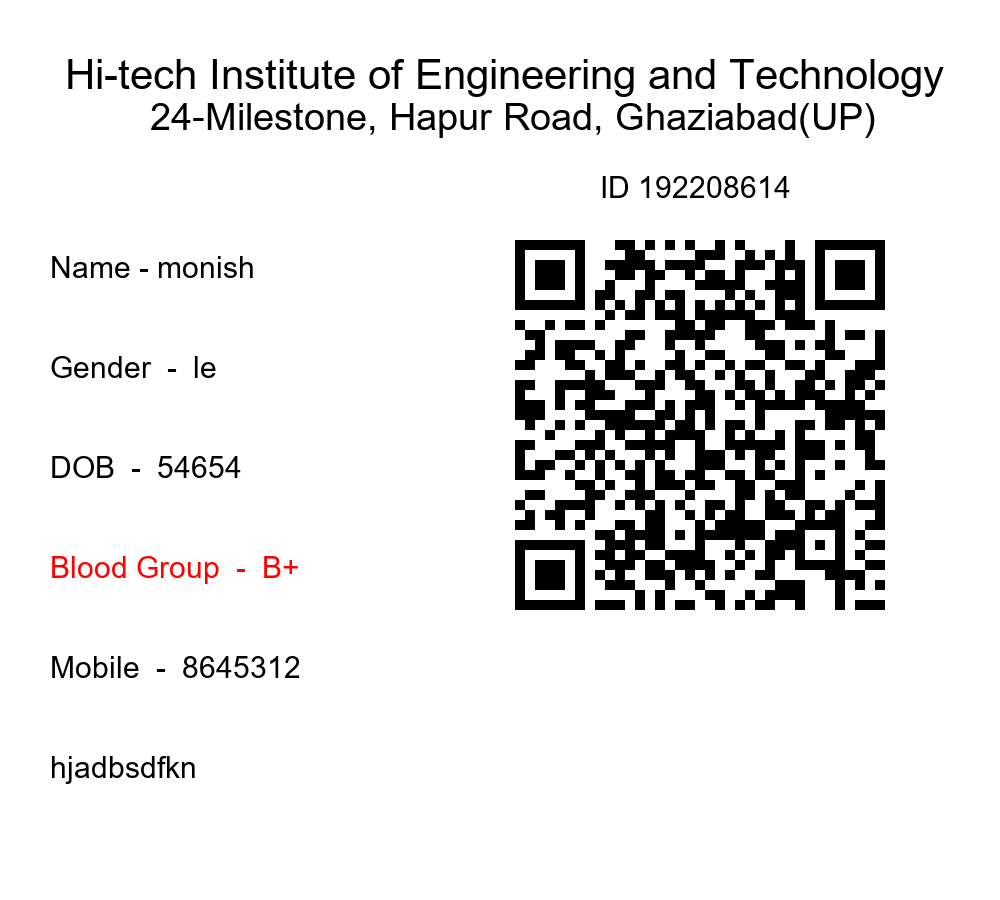 Hi-tech Institute of Engineering and Technology
24-Milestone, Hapur Road, Ghaziabad(UP)
ID 192208614
Name - monish
Gender - le
DOB - 54654
Blood Group - B+
Mobile - 8645312
hjadbsdfkn